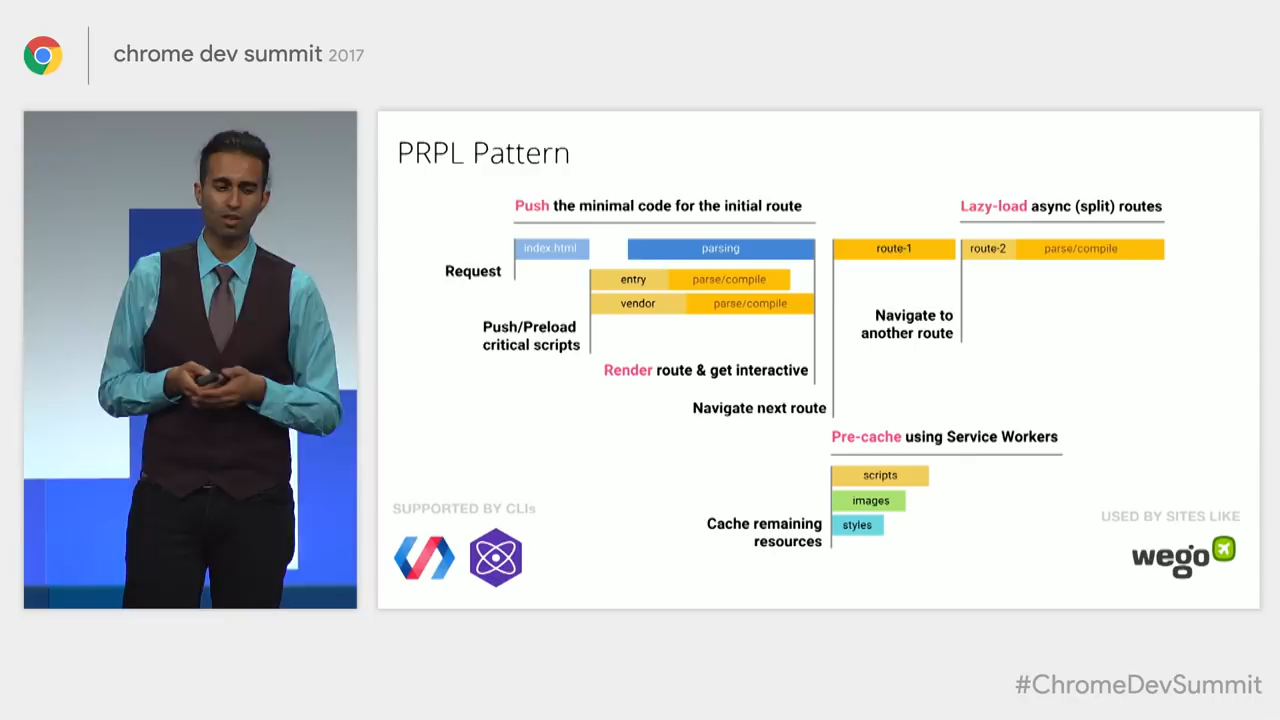 chrome dev summit 2017
PRPL Pattern
Push the minimal code for the initial route
Lazy-load async (split) routes
index.html
parsing
route-1
route-2
parse/compile
Request
entry
parse/compile
vendor
parse/compile
Push/Preload
critical scripts
Navigate to
another route
Render route & get interactive
Navigate next route
Pre-cache using Service Workers
scripts
images
styles
Cache remaining
resources
SUPPORTED BY CLIs
USED BY SITES LIKE
wego
#ChromeDevSummit